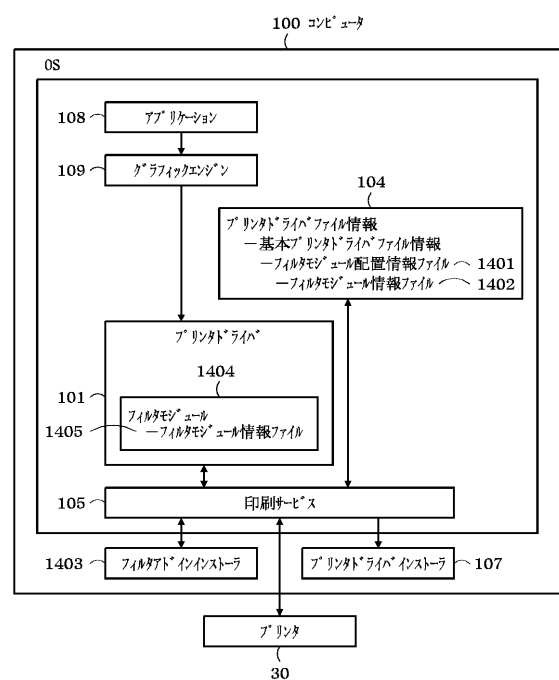 100 コンピュータ
OS
108
アプリケーション
109
グラフィックエンジン
104
プリンタドライバファイル情報
－基本プリンタドライバファイル情報
－フィルタモジュール配置情報ファイル 1401
－フィルタモジュール情報ファイル 1402
プリンタドライバ
101
1404
フィルタモジュール
1405
－フィルタモジュール情報ファイル
105
印刷サービス
1403
フィルタアドインインストーラ
プリンタドライバインストーラ
107
プリンタ
30